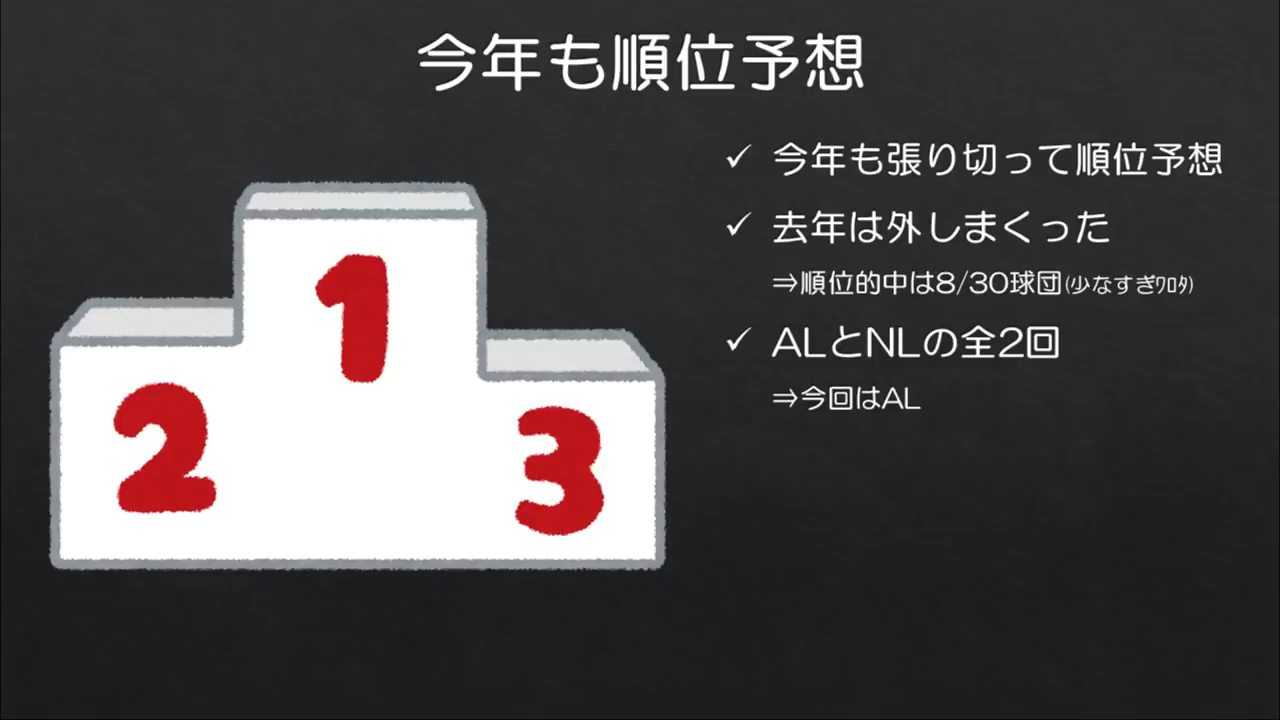 今年も順位予想
✓ 今年も張り切って順位予想
✓ 去年は外しまくった
⇒順位的中は8/30球団(少なすぎﾜﾛﾀ)
✓ ALとNLの全2回
⇒今回はAL
1
2
3